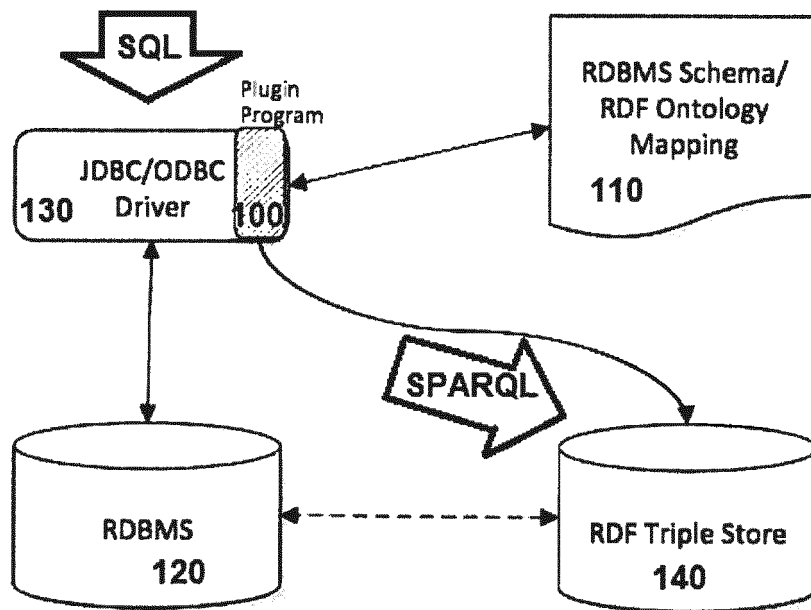 SQL
Plugin
Program
JDBC/ODBC
Driver
130
100
RDBMS Schema/
RDF Ontology
Mapping
110
SPARQL
RDBMS
120
RDF Triple Store
140